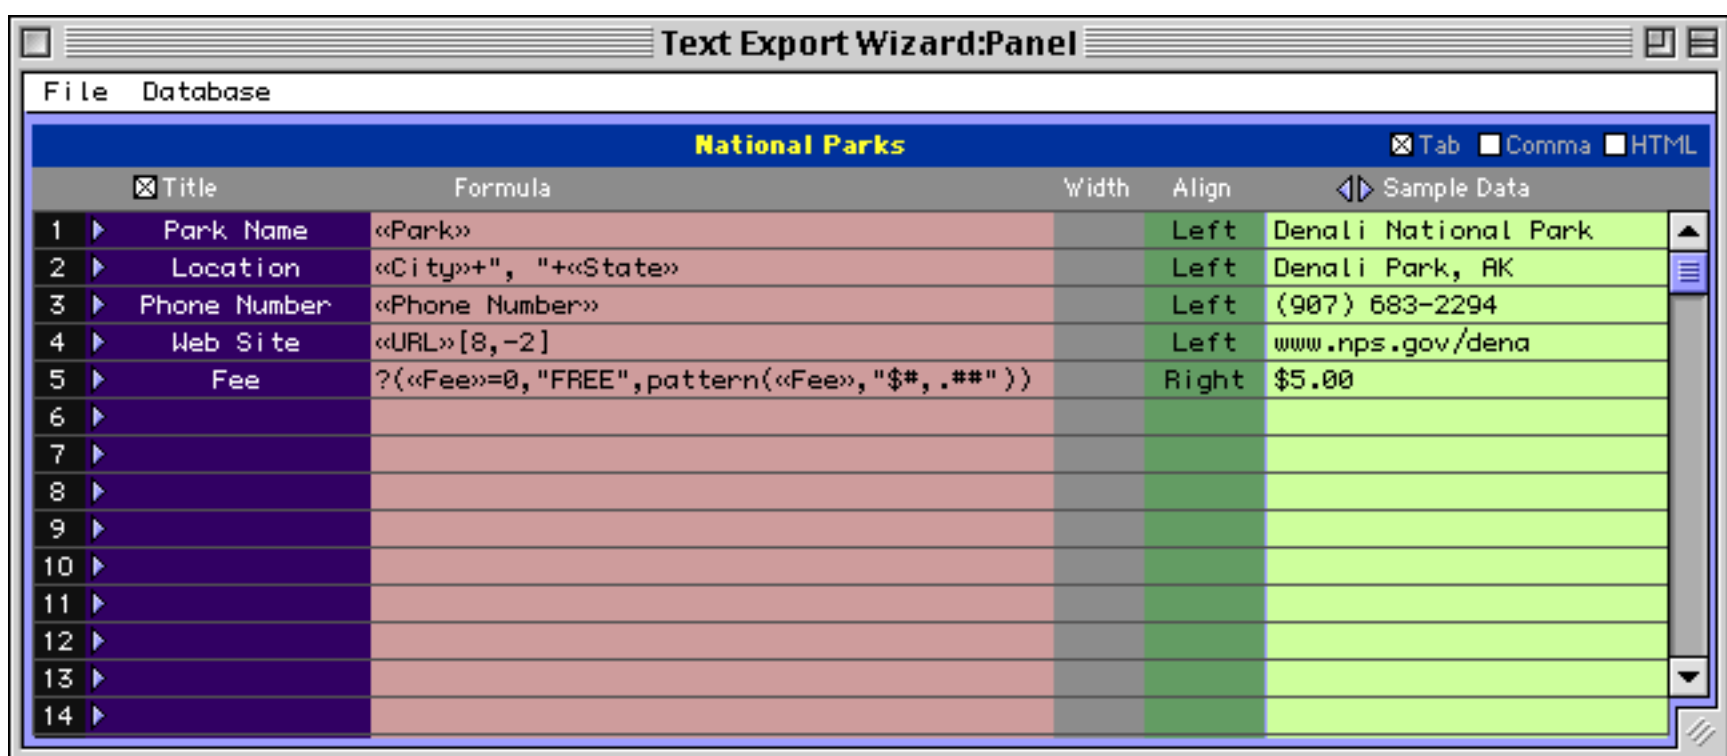 Text Export Wizard:Panel
File Database
National Parks Tab Comma HTML
Title Formula Width Align Sample Data
1 Park Name «Park» Left Denali National Park
2 Location «City»+", "+«State» Left Denali Park, AK
3 Phone Number «Phone Number» Left (907) 683-2294
4 Web Site «URL»[8,-2] Left www.nps.gov/dena
5 Fee ?(«Fee»=0,"FREE",pattern(«Fee»,"$#,.##")) Right $5.00
6
7
8
9
10
11
12
13
14